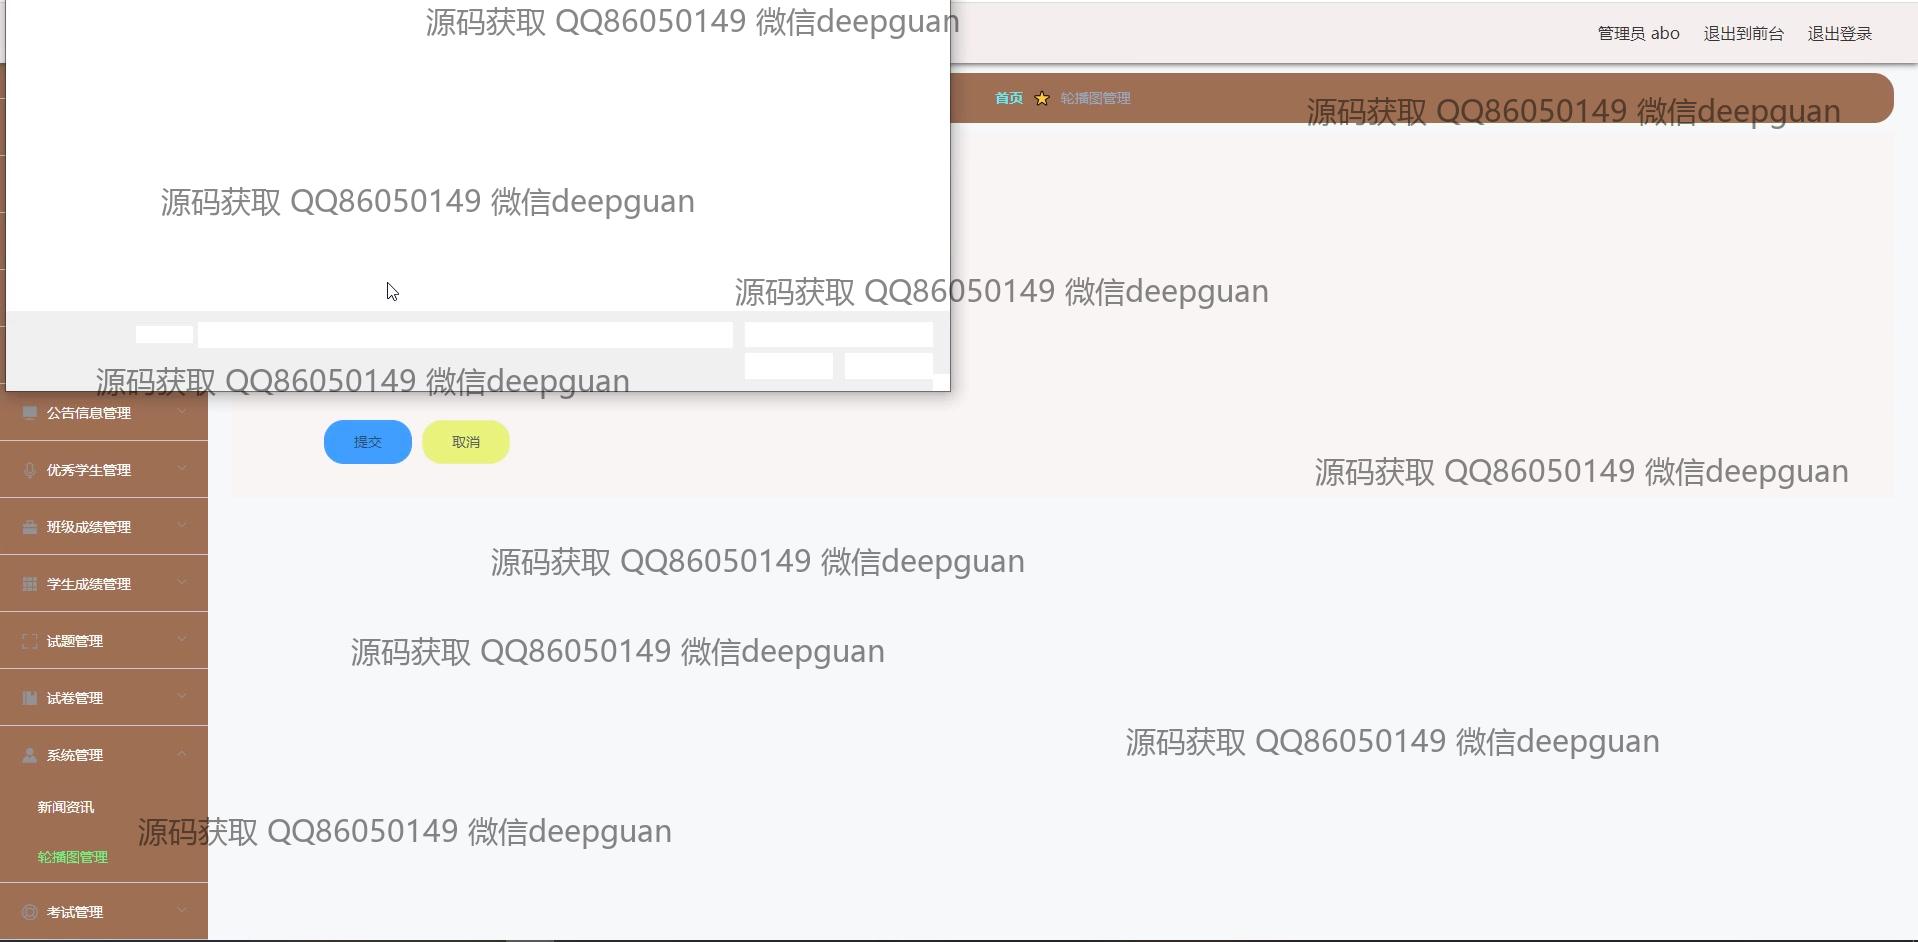 源码获取 QQ86050149 微信deepguan
管理员 abo 退出到前台 退出登录
首页 轮播图管理
源码获取 QQ86050149 微信deepguan
源码获取 QQ86050149 微信deepguan
源码获取 QQ86050149 微信deepguan
源码获取 QQ86050149 微信deepguan
公告信息管理
提交 取消
优秀学生管理
源码获取 QQ86050149 微信deepguan
班级成绩管理
源码获取 QQ86050149 微信deepguan
学生成绩管理
试题管理
源码获取 QQ86050149 微信deepguan
试卷管理
源码获取 QQ86050149 微信deepguan
系统管理
新闻资讯
源码获取 QQ86050149 微信deepguan
轮播图管理
考试管理